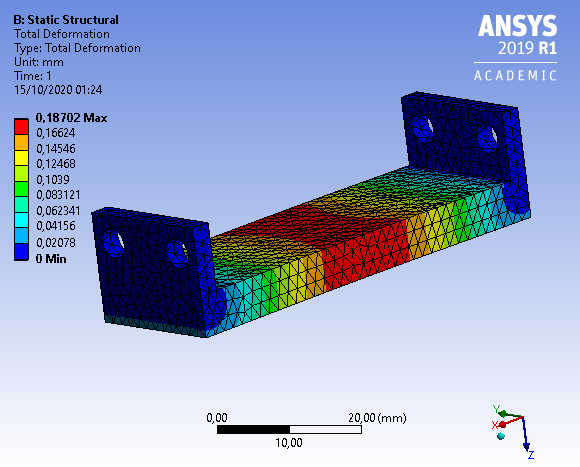 B: Static Structural
Total Deformation
Type: Total Deformation
Unit: mm
Time: 1
15/10/2020 01:24
ANSYS
2019 R1
ACADEMIC
0,18702 Max
0,16624
0,14546
0,12468
0,1039
0,083121
0,062341
0,04156
0,02078
0 Min
0,00 20,00 (mm)
10,00
Y
X
Z